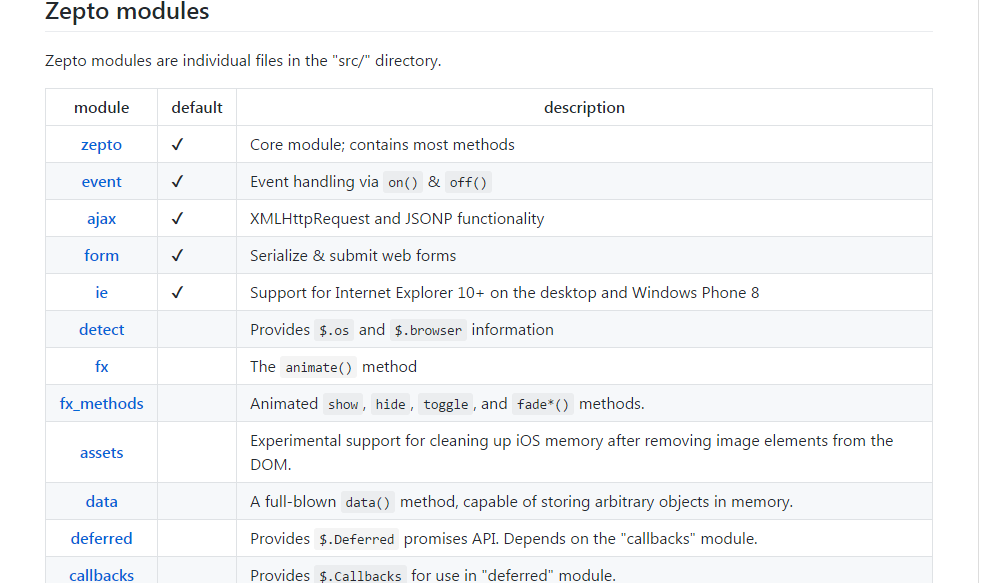 Zepto modules
Zepto modules are individual files in the "src/" directory.
module default description
zepto ✓ Core module; contains most methods
event ✓ Event handling via on() & off()
ajax ✓ XMLHttpRequest and JSONP functionality
form ✓ Serialize & submit web forms
ie ✓ Support for Internet Explorer 10+ on the desktop and Windows Phone 8
detect Provides $.os and $.browser information
fx The animate() method
fx_methods Animated show, hide, toggle, and fade*() methods.
assets Experimental support for cleaning up iOS memory after removing image elements from the
DOM.
data A full-blown data() method, capable of storing arbitrary objects in memory.
deferred Provides $.Deferred promises API. Depends on the "callbacks" module.
callbacks Provides $.Callbacks for use in "deferred" module.